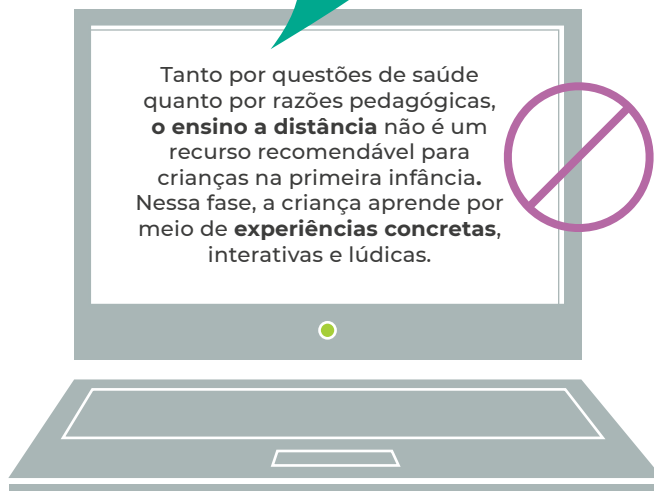 Tanto por questões de saúde
quanto por razões pedagógicas,
o ensino a distância não é um
recurso recomendável para
crianças na primeira infância.
Nessa fase, a criança aprende por
meio de experiências concretas,
interativas e lúdicas.